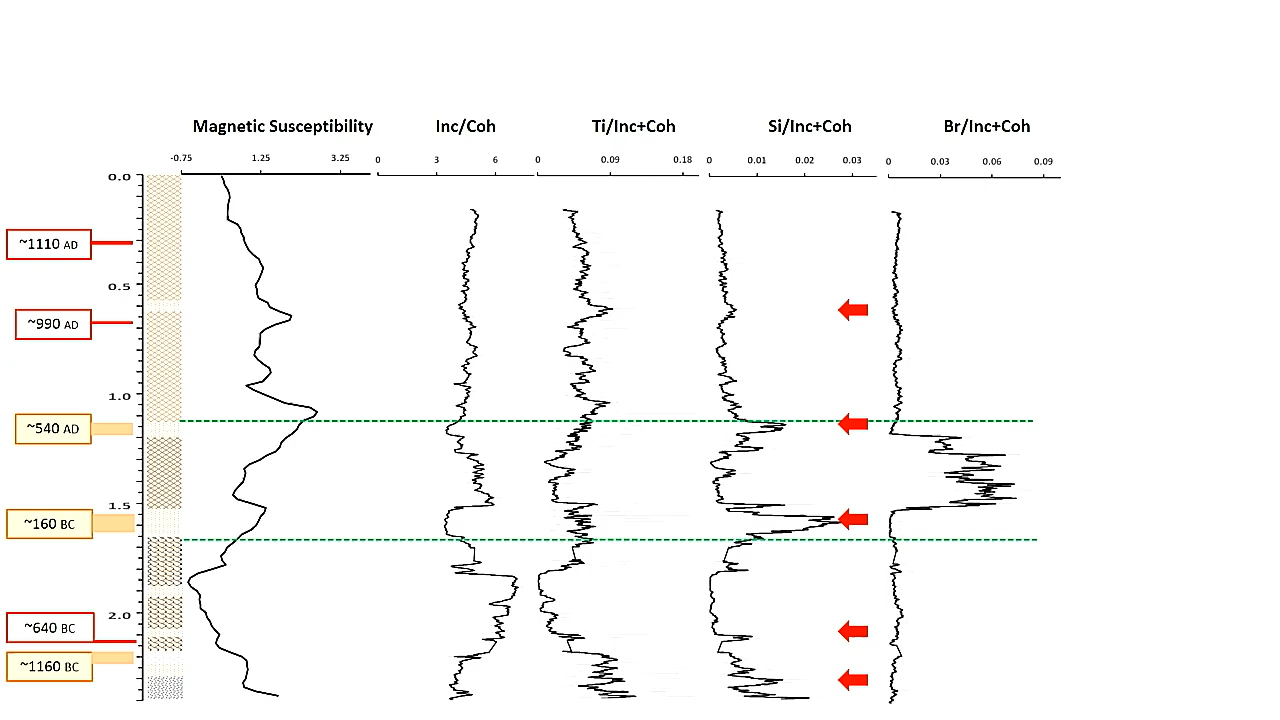 Magnetic Susceptibility Inc/Coh Ti/Inc+Coh Si/Inc+Coh Br/Inc+Coh
-0.75 1.25 3.25 0 3 6 0 0.09 0.18 0 0.01 0.02 0.03 0 0.03 0.06 0.09
0.0
~1110 AD
0.5
~990 AD
1.0
~540 AD
1.5
~160 BC
2.0
~640 BC
~1160 BC